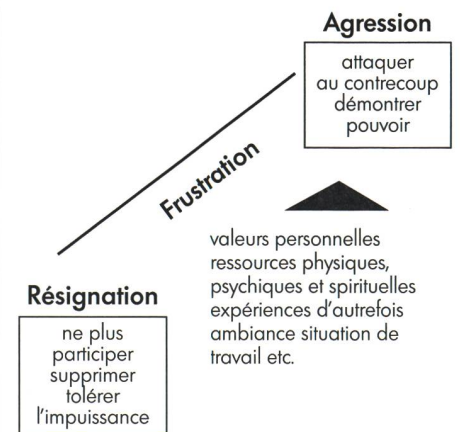 Agression
attaquer
au contrecoup
démontrer
pouvoir
Frustration
valeurs personnelles
ressources physiques,
psychiques et spirituelles
expériences d'autrefois
ambiance situation de
travail etc.
Résignation
ne plus
participer
supprimer
tolérer
l'impuissance